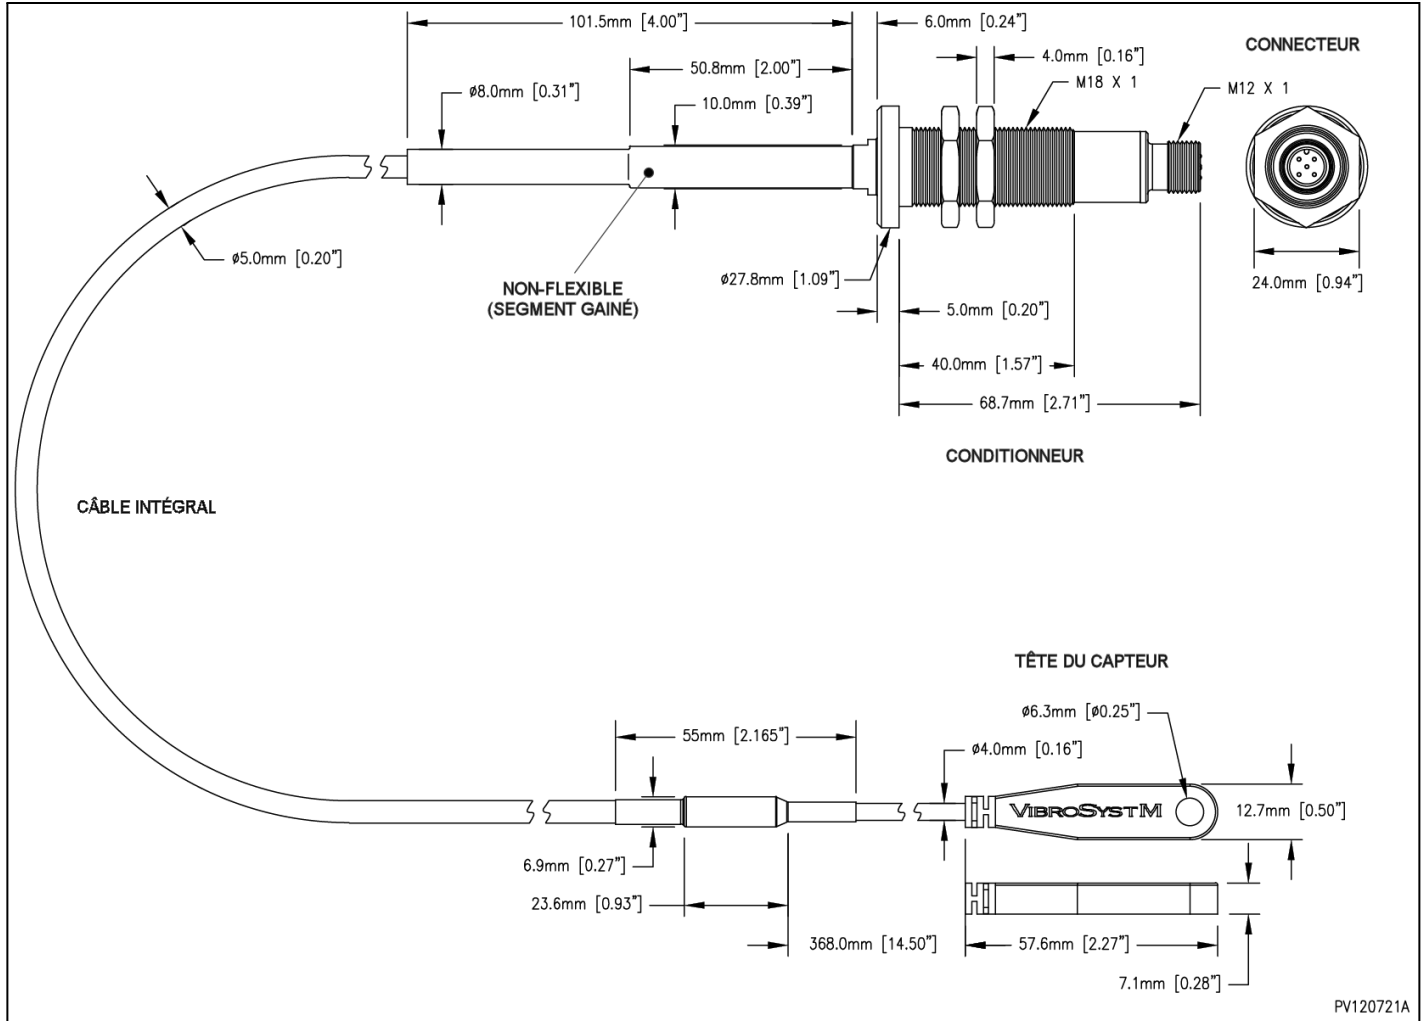 101.5mm [4.00"]
6.0mm [0.24"]
CONNECTEUR
50.8mm [2.00"]
4.0mm [0.16"]
M18 X 1
M12 X 1
ø8.0mm [0.31"]
10.0mm [0.39"]
ø5.0mm [0.20"]
NON-FLEXIBLE
(SEGMENT GAINÉ)
ø27.8mm [1.09"]
24.0mm [0.94"]
5.0mm [0.20"]
40.0mm [1.57"]
68.7mm [2.71"]
CONDITIONNEUR
CÂBLE INTÉGRAL
TÊTE DU CAPTEUR
ø6.3mm [ø0.25"]
55mm [2.165"]
ø4.0mm [0.16"]
VIBROSYSTM
12.7mm [0.50"]
6.9mm [0.27"]
23.6mm [0.93"]
368.0mm [14.50"]
57.6mm [2.27"]
7.1mm [0.28"]
PV120721A